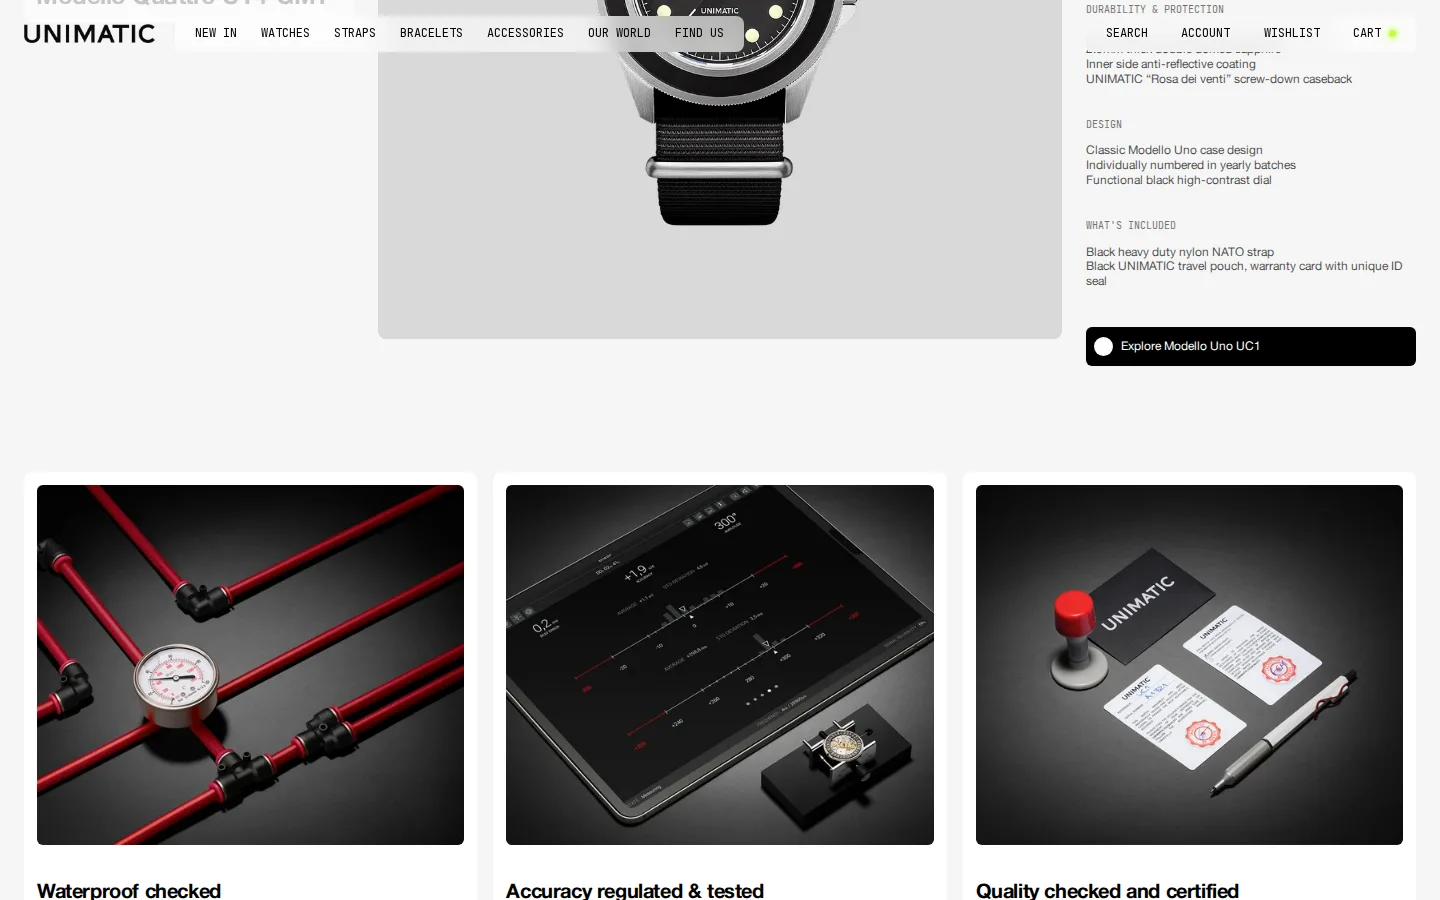 UNIMATIC
NEW IN
WATCHES
STRAPS
BRACELETS
ACCESSORIES
OUR WORLD
FIND US
SEARCH
ACCOUNT
WISHLIST
CART
UNIMATIC
DURABILITY & PROTECTION
Inner side anti-reflective coating
UNIMATIC “Rosa dei venti” screw-down caseback
DESIGN
Classic Modello Uno case design
Individually numbered in yearly batches
Functional black high-contrast dial
WHAT'S INCLUDED
Black heavy duty nylon NATO strap
Black UNIMATIC travel pouch, warranty card with unique ID
seal
Explore Modello Uno UC1
300°
+1,9
0,2
UNIMATIC
UNIMATIC
UNIMATIC
Waterproof checked
Accuracy regulated & tested
Quality checked and certified